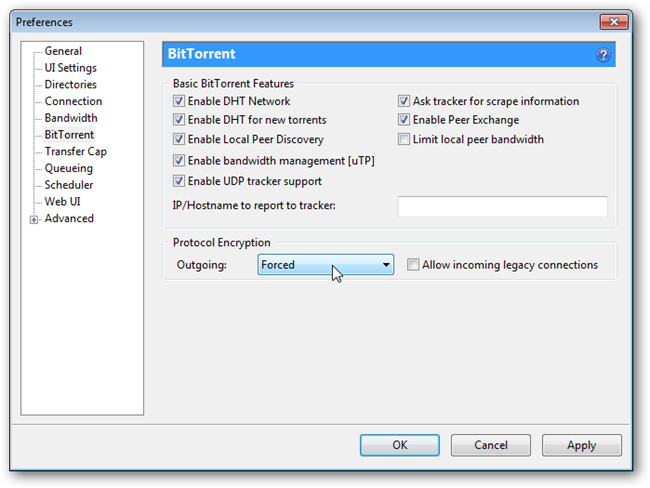 Preferences
General
UI Settings
Directories
Connection
Bandwidth
BitTorrent
Transfer Cap
Queueing
Scheduler
Web UI
Advanced
BitTorrent
Basic BitTorrent Features
Enable DHT Network
Ask tracker for scrape information
Enable DHT for new torrents
Enable Peer Exchange
Enable Local Peer Discovery
Limit local peer bandwidth
Enable bandwidth management [uTP]
Enable UDP tracker support
IP/Hostname to report to tracker:
Protocol Encryption
Outgoing: Forced
Allow incoming legacy connections
OK
Cancel
Apply